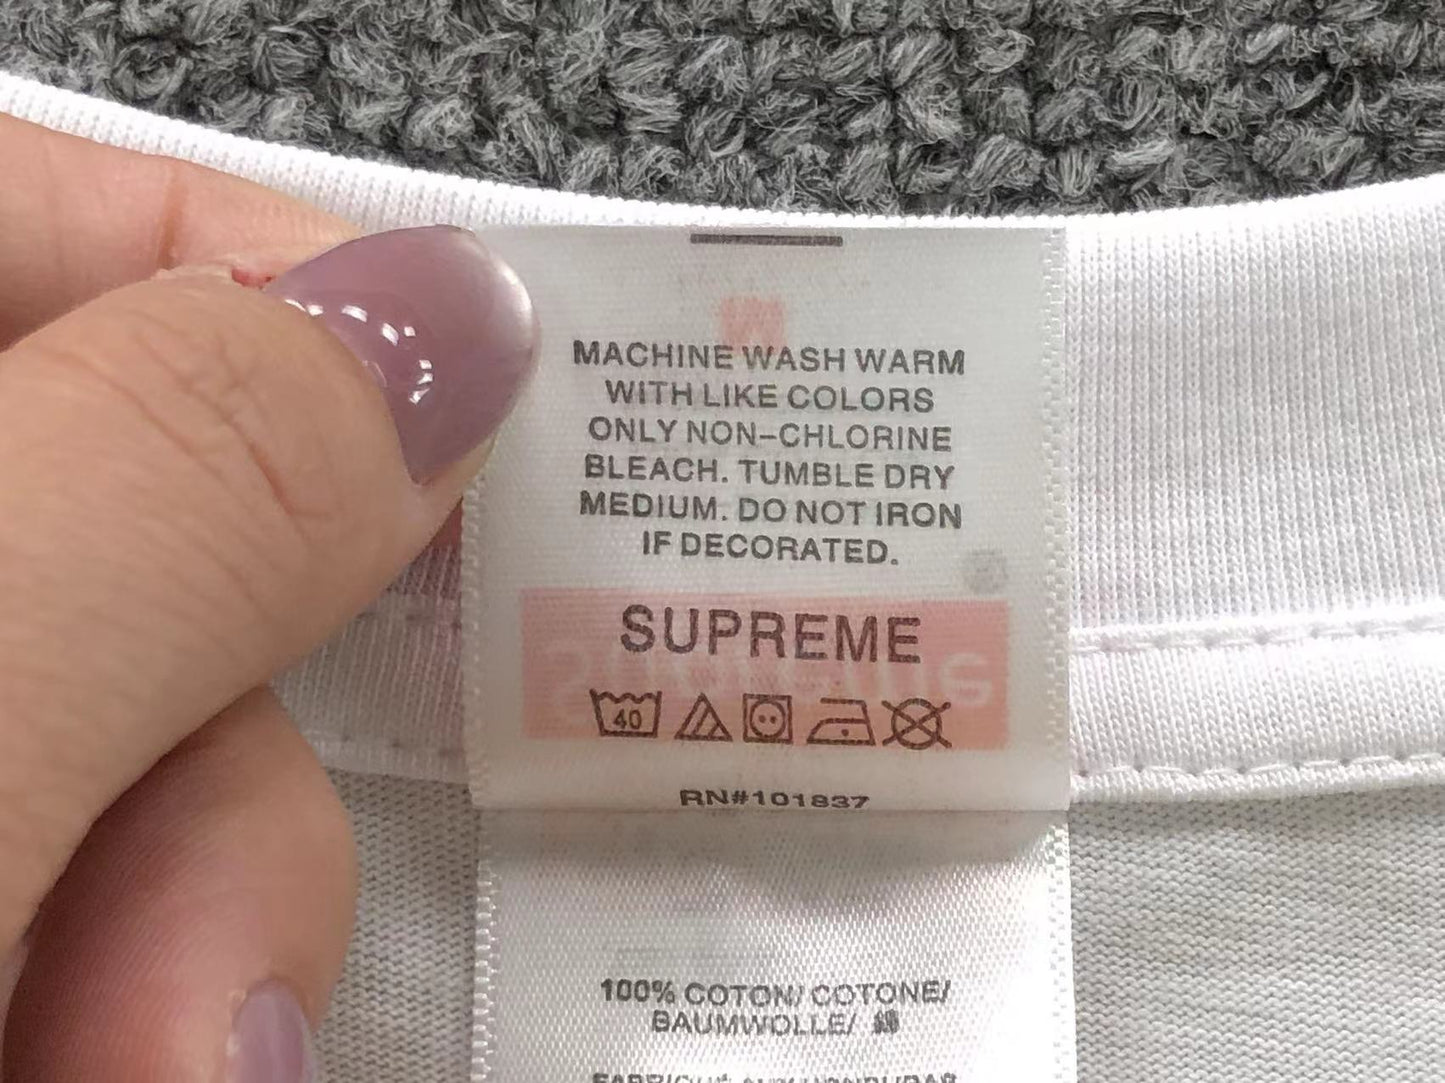 MACHINE WASH WARM
WITH LIKE COLORS
ONLY NON-CHLORINE
BLEACH. TUMBLE DRY
MEDIUM. DO NOT IRON
IF DECORATED.
SUPREME
40
RN#101837
100% COTON/ COTONE/
BAUMWOLLE/